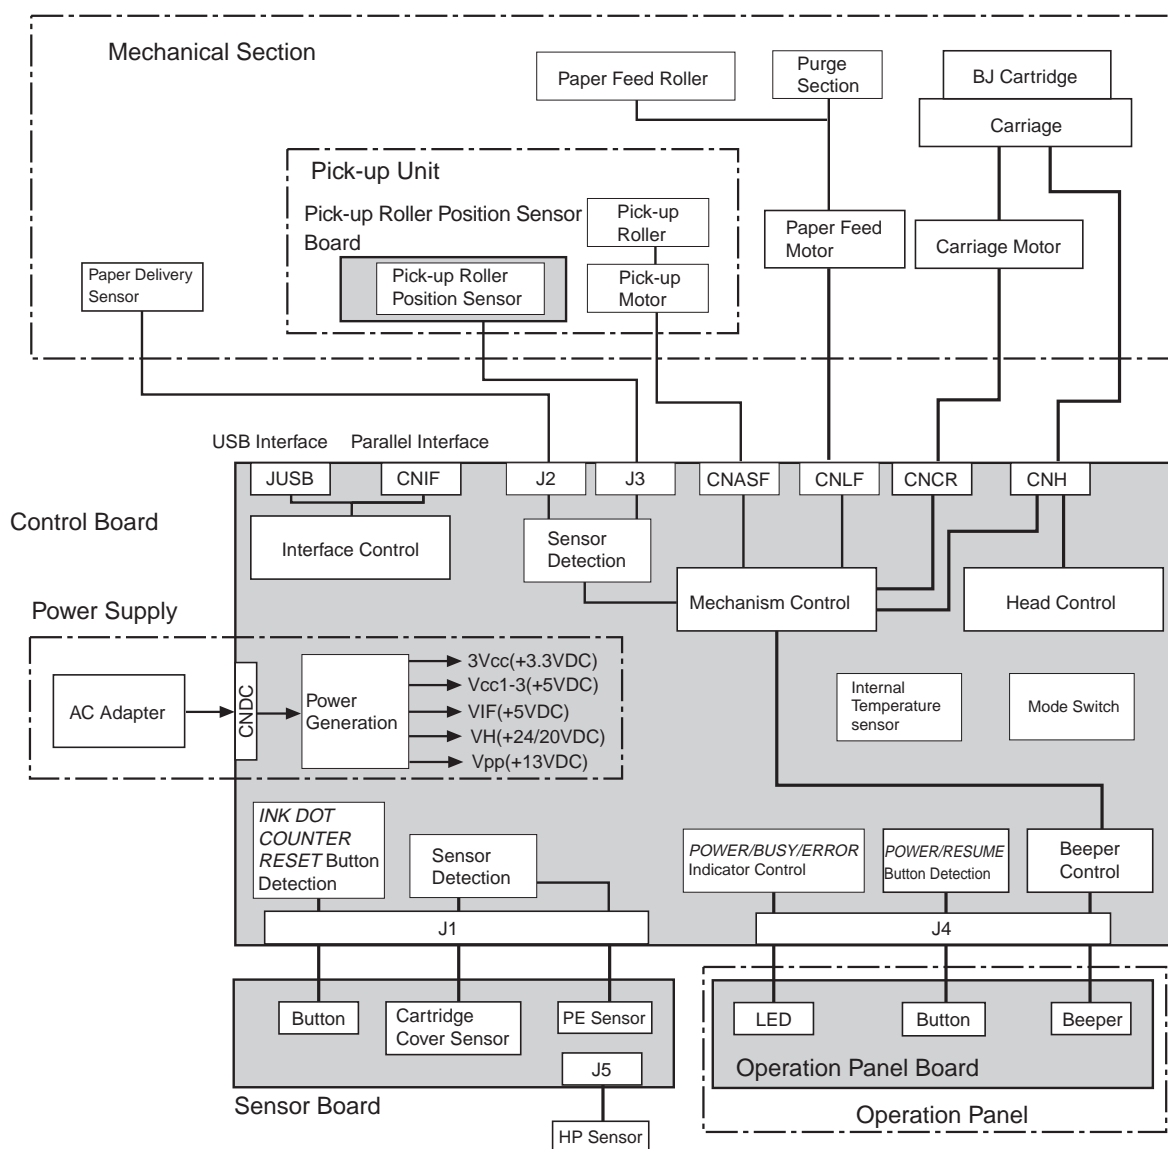 Mechanical Section
Paper Feed Roller
Purge
Section
BJ Cartridge
Carriage
Pick-up Unit
Pick-up Roller Position Sensor
Board
Pick-up
Roller
Paper Feed
Motor
Carriage Motor
Paper Delivery
Sensor
Pick-up Roller
Position Sensor
Pick-up
Motor
USB Interface
Parallel Interface
JUSB
CNIF
J2
J3
CNASF
CNLF
CNCR
CNH
Control Board
Interface Control
Sensor
Detection
Mechanism Control
Head Control
Power Supply
AC Adapter
CNDC
Power
Generation
3Vcc(+3.3VDC)
Vcc1-3(+5VDC)
VIF(+5VDC)
VH(+24/20VDC)
Vpp(+13VDC)
Internal
Temperature
sensor
Mode Switch
INK DOT
COUNTER
RESET Button
Detection
Sensor
Detection
POWER/BUSY/ERROR
Indicator Control
POWER/RESUME
Button Detection
Beeper
Control
J1
J4
Button
Cartridge
Cover Sensor
PE Sensor
LED
Button
Beeper
J5
Operation Panel Board
Sensor Board
Operation Panel
HP Sensor